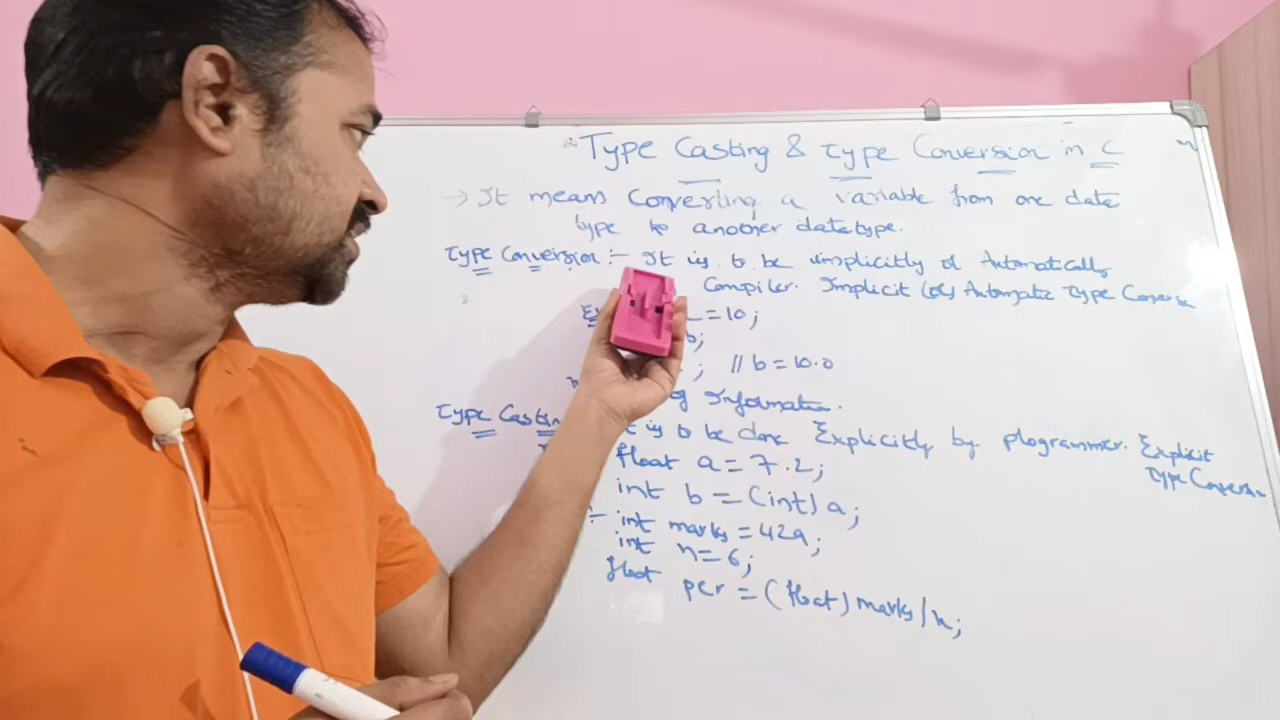 Type Casting & Type Conversion in C
→ It means Converting a variable from one data
type to another datatype.
Type Conversion :- It is to be implicitly or Automatically
Compiler. Implicit (or) Automatic Type Conversi
= 10;
b;
; // b = 10.0
of Information.
Type Casting
is to be done Explicitly by programmer. Explicit
Type Conversi
float a = 7.2;
int b = (int) a;
:- int marks = 429;
int n = 6;
float per = (float) marks/n;